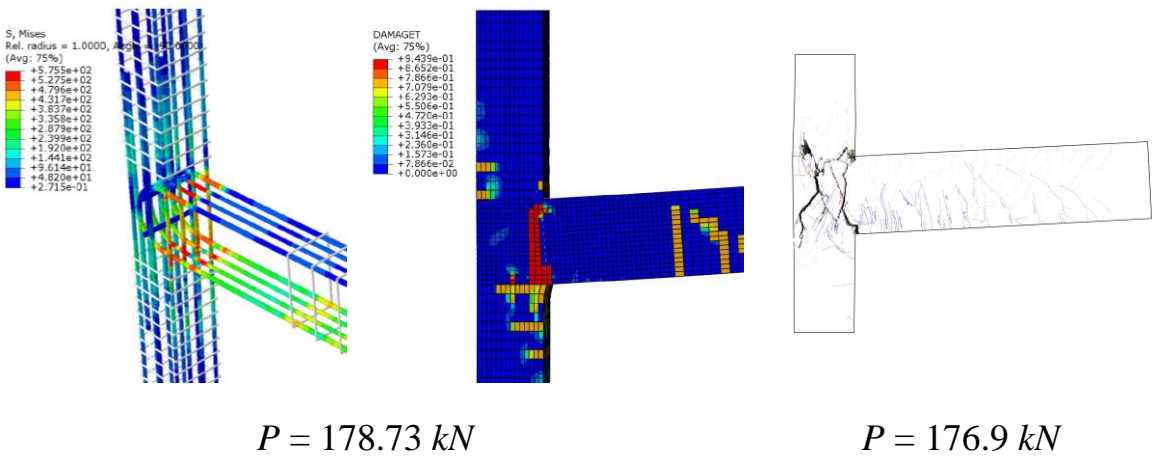 S, Mises
Rel. radius = 1.0000, Angle =
(Avg: 75%)
+5.755e+02
+5.275e+02
+4.796e+02
+4.317e+02
+3.837e+02
+3.358e+02
+2.879e+02
+2.399e+02
+1.920e+02
+1.441e+02
+9.614e+01
+4.820e+01
+2.715e-01
DAMAGET
(Avg: 75%)
+9.439e-01
+8.652e-01
+7.866e-01
+7.079e-01
+6.293e-01
+5.506e-01
+4.720e-01
+3.933e-01
+3.146e-01
+2.360e-01
+1.573e-01
+7.866e-02
+0.000e+00
P = 178.73 kN
P = 176.9 kN